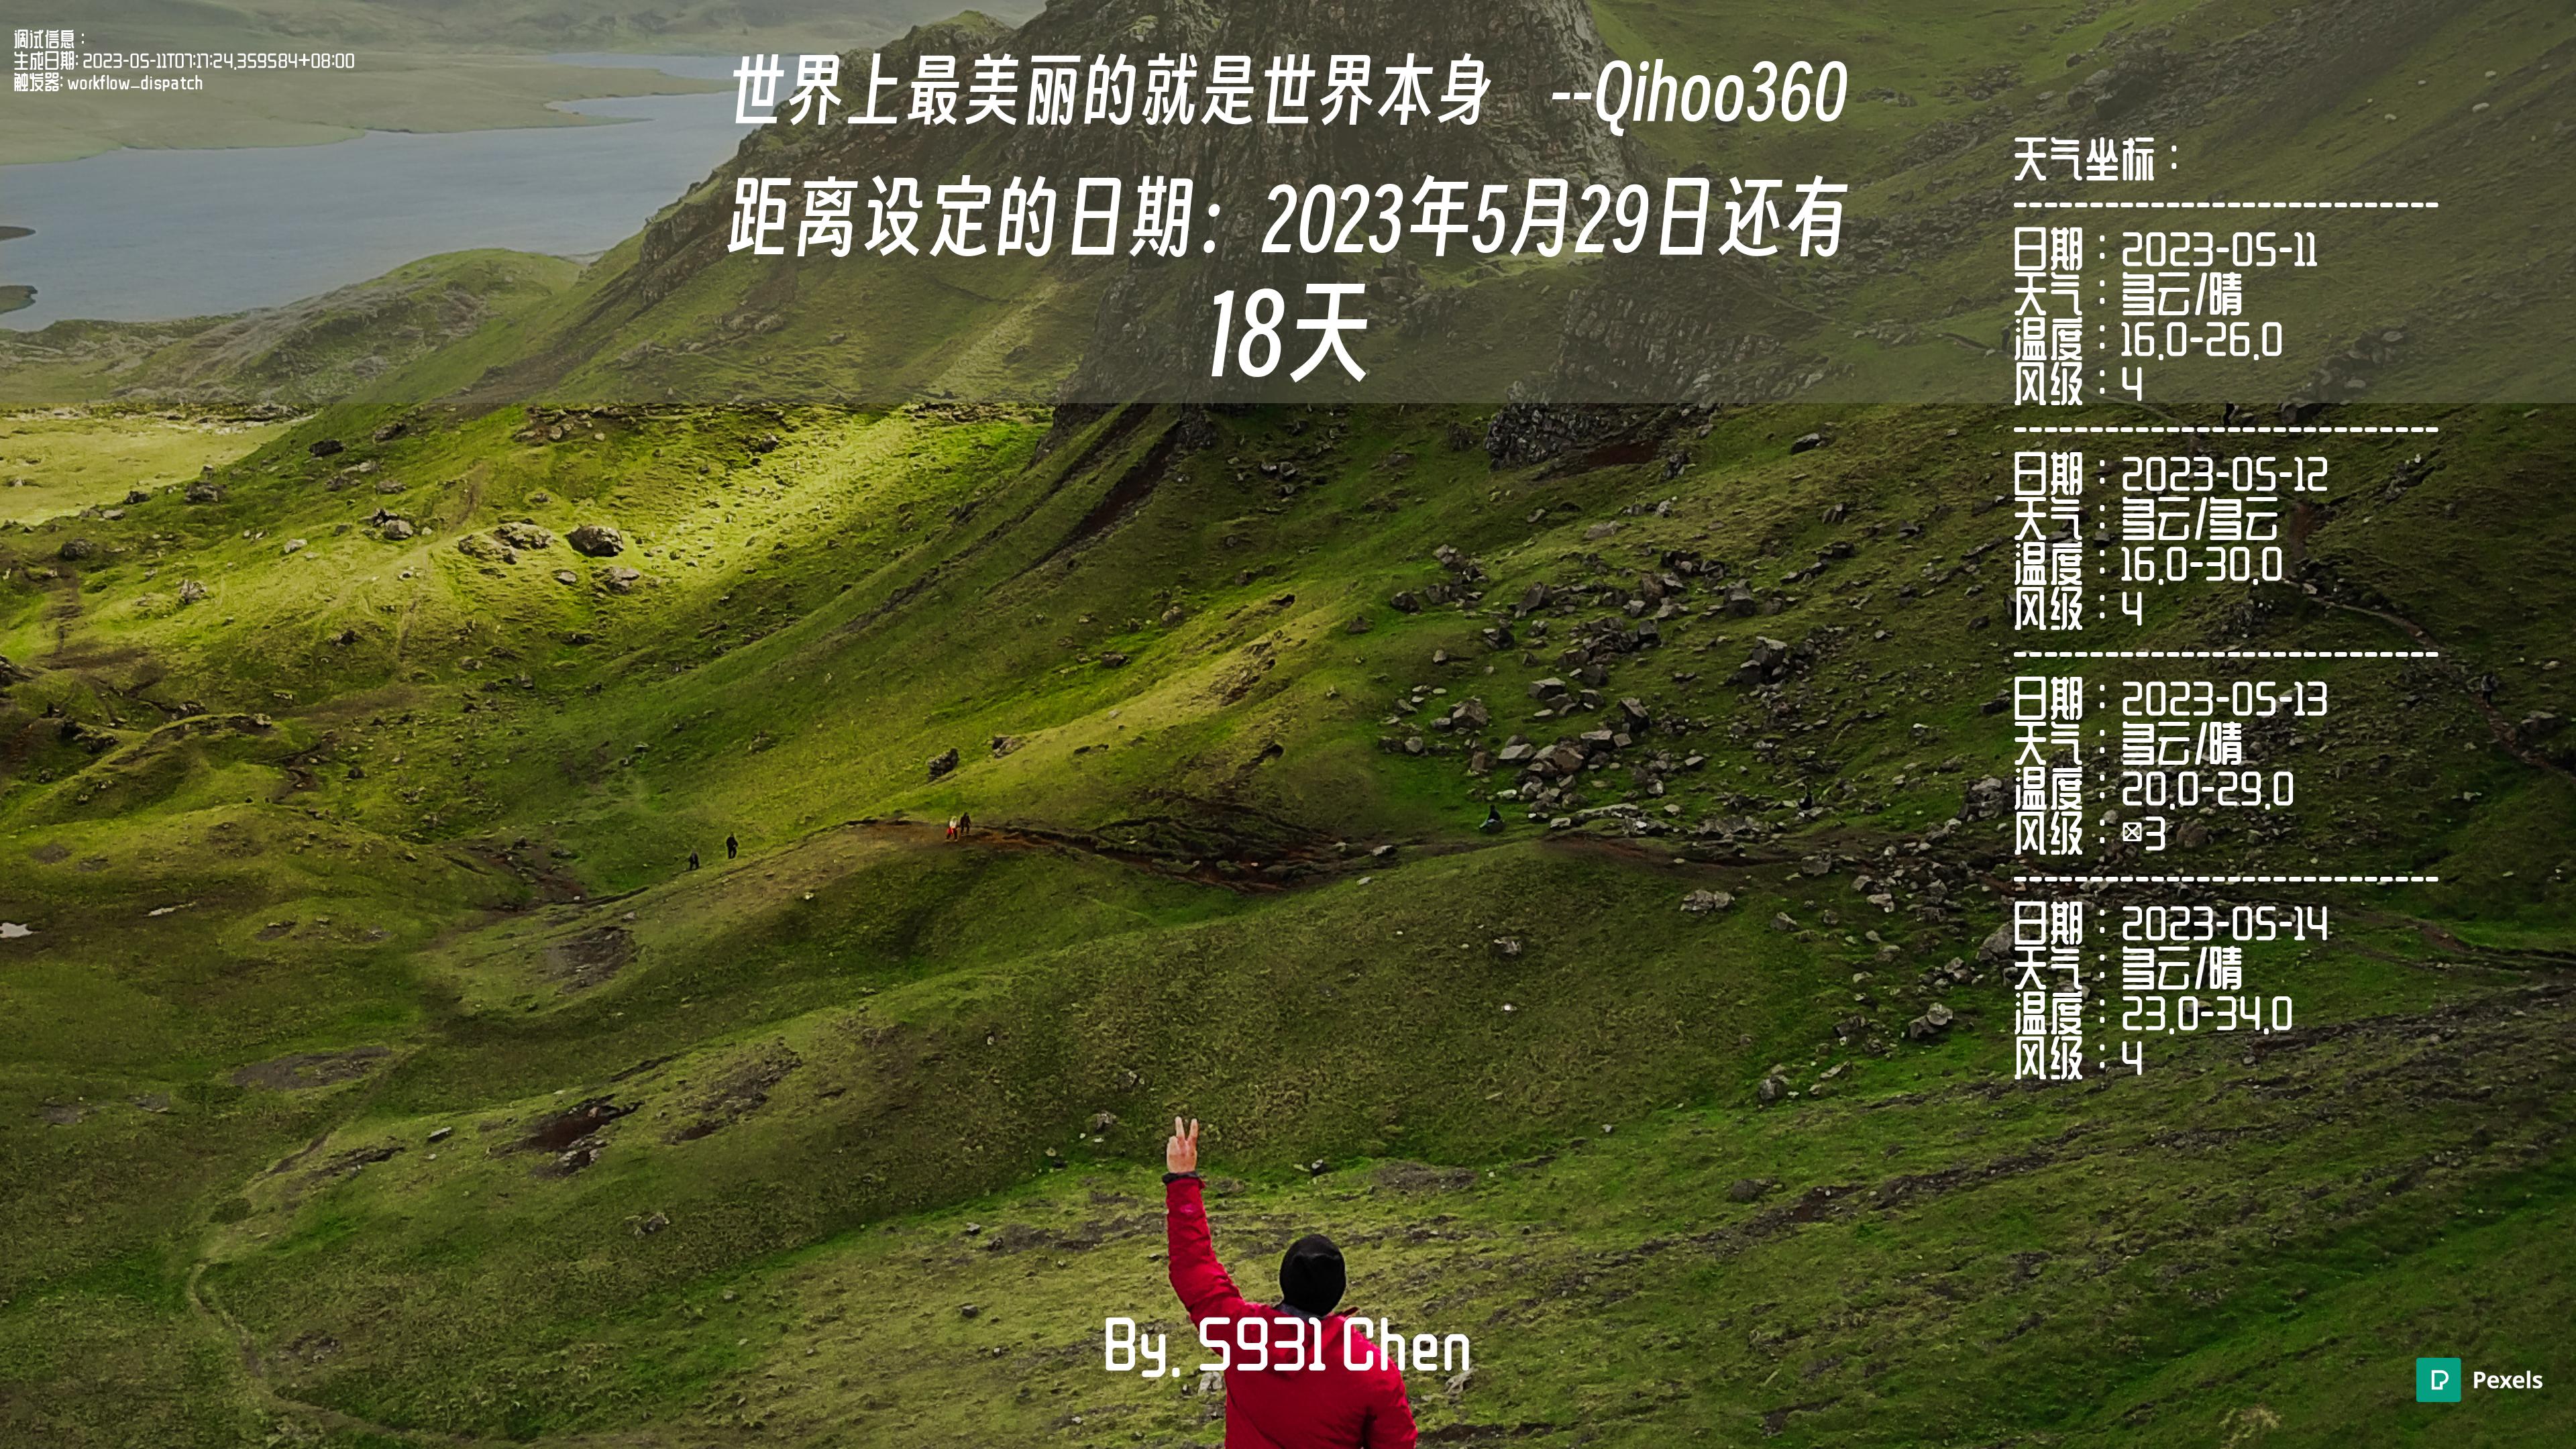 调试信息：
生成日期: 2023-05-11T07:17:24.359584+08:00
触发器: workflow_dispatch
世界上最美丽的就是世界本身 --Qihoo360
距离设定的日期：2023年5月29日还有
18天
天气坐标：
----------------------------
日期：2023-05-11
天气：多云/晴
温度：16.0-26.0
风级：4
----------------------------
日期：2023-05-12
天气：多云/多云
温度：16.0-30.0
风级：4
----------------------------
日期：2023-05-13
天气：多云/晴
温度：20.0-29.0
风级：3
----------------------------
日期：2023-05-14
天气：多云/晴
温度：23.0-34.0
风级：4
By. S931 Chen
Pexels